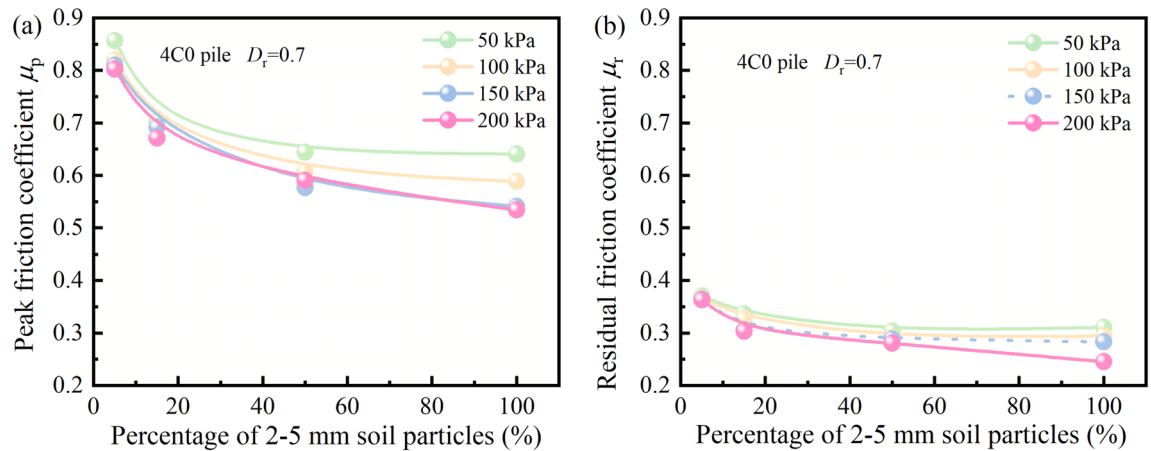 (a)
0.9
0.8
0.7
0.6
0.5
0.4
0.3
0.2
Peak friction coefficient μp
4C0 pile Dr=0.7
50 kPa
100 kPa
150 kPa
200 kPa
0 20 40 60 80 100
Percentage of 2-5 mm soil particles (%)
(b)
0.9
0.8
0.7
0.6
0.5
0.4
0.3
0.2
Residual friction coefficient μr
4C0 pile Dr=0.7
50 kPa
100 kPa
150 kPa
200 kPa
0 20 40 60 80 100
Percentage of 2-5 mm soil particles (%)